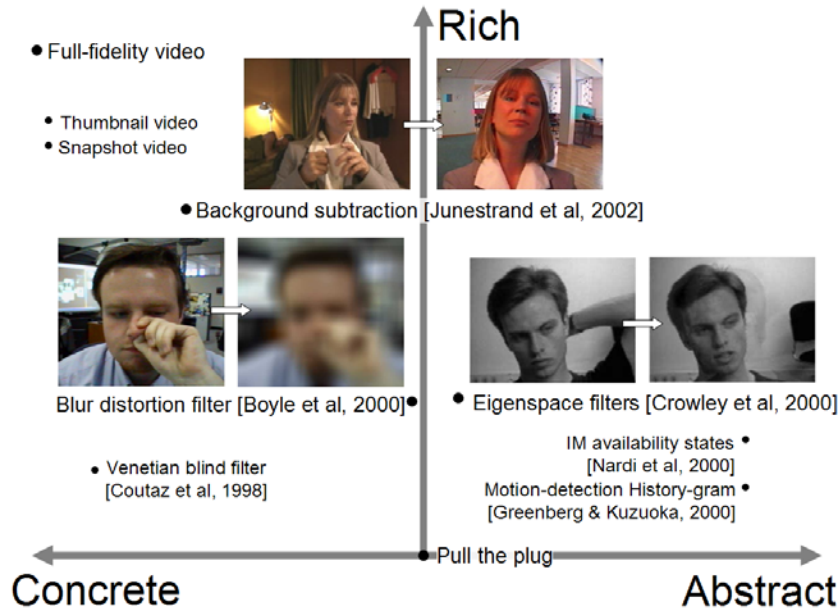 Rich
Full-fidelity video
Thumbnail video
Snapshot video
Background subtraction [Junestrand et al, 2002]
Blur distortion filter [Boyle et al, 2000]
Eigenspace filters [Crowley et al, 2000]
IM availability states
[Nardi et al, 2000]
Venetian blind filter
[Coutaz et al, 1998]
Motion-detection History-gram
[Greenberg & Kuzuoka, 2000]
Pull the plug
Concrete
Abstract